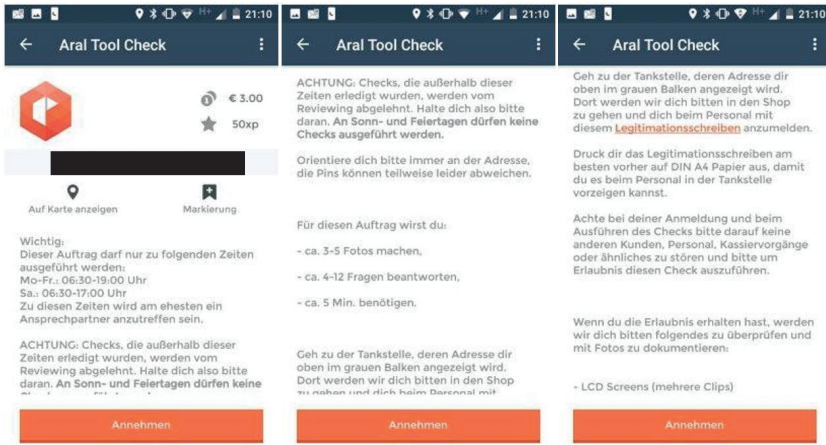 H+ 21:10
Aral Tool Check
€ 3.00
50xp
Auf Karte anzeigen
Markierung
Wichtig:
Dieser Auftrag darf nur zu folgenden Zeiten
ausgeführt werden:
Mo-Fr.: 06:30-19:00 Uhr
Sa.: 06:30-17:00 Uhr
Zu diesen Zeiten wird am ehesten ein
Ansprechpartner anzutreffen sein.
ACHTUNG: Checks, die außerhalb dieser
Zeiten erledigt wurden, werden vom
Reviewing abgelehnt. Halte dich also bitte
daran. An Sonn- und Feiertagen dürfen keine
Annehmen
H+ 21:10
Aral Tool Check
ACHTUNG: Checks, die außerhalb dieser
Zeiten erledigt wurden, werden vom
Reviewing abgelehnt. Halte dich also bitte
daran. An Sonn- und Feiertagen dürfen keine
Checks ausgeführt werden.
Orientiere dich bitte immer an der Adresse,
die Pins können teilweise leider abweichen.
Für diesen Auftrag wirst du:
- ca. 3-5 Fotos machen,
- ca. 4-12 Fragen beantworten,
- ca. 5 Min. benötigen.
Geh zu der Tankstelle, deren Adresse dir
oben im grauen Balken angezeigt wird.
Dort werden wir dich bitten in den Shop
zu gehen und dich beim Personal mit
Annehmen
H+ 21:10
Aral Tool Check
Geh zu der Tankstelle, deren Adresse dir
oben im grauen Balken angezeigt wird.
Dort werden wir dich bitten in den Shop
zu gehen und dich beim Personal mit
diesem Legitimationsschreiben anzumelden.
Druck dir das Legitimationsschreiben am
besten vorher auf DIN A4 Papier aus, damit
du es beim Personal in der Tankstelle
vorzeigen kannst.
Achte bei deiner Anmeldung und beim
Ausführen des Checks bitte darauf keine
anderen Kunden, Personal, Kassiervorgänge
oder ähnliches zu stören und bitte um
Erlaubnis diesen Check auszuführen.
Wenn du die Erlaubnis erhalten hast, werden
wir dich bitten folgendes zu überprüfen und
mit Fotos zu dokumentieren:
- LCD Screens (mehrere Clips)
Annehmen